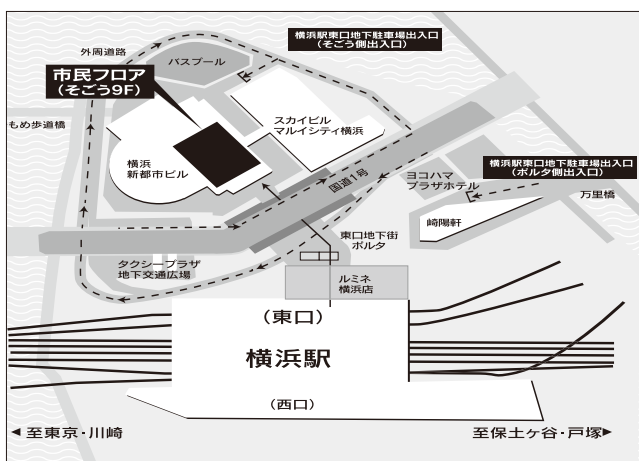 横浜駅東口地下駐車場出入口
(そごう側出入口)
外周道路
バスプール
市民フロア
(そごう9F)
もめ歩道橋
スカイビル
マルイシティ横浜
横浜
新都市ビル
国道1号
横浜駅東口地下駐車場出入口
(ポルタ側出入口)
ヨコハマ
プラザホテル
万里橋
崎陽軒
東口地下街
ポルタ
タクシープラザ
地下交通広場
ルミネ
横浜店
(東口)
横浜駅
(西口)
◀ 至東京・川崎
至保土ヶ谷・戸塚▶